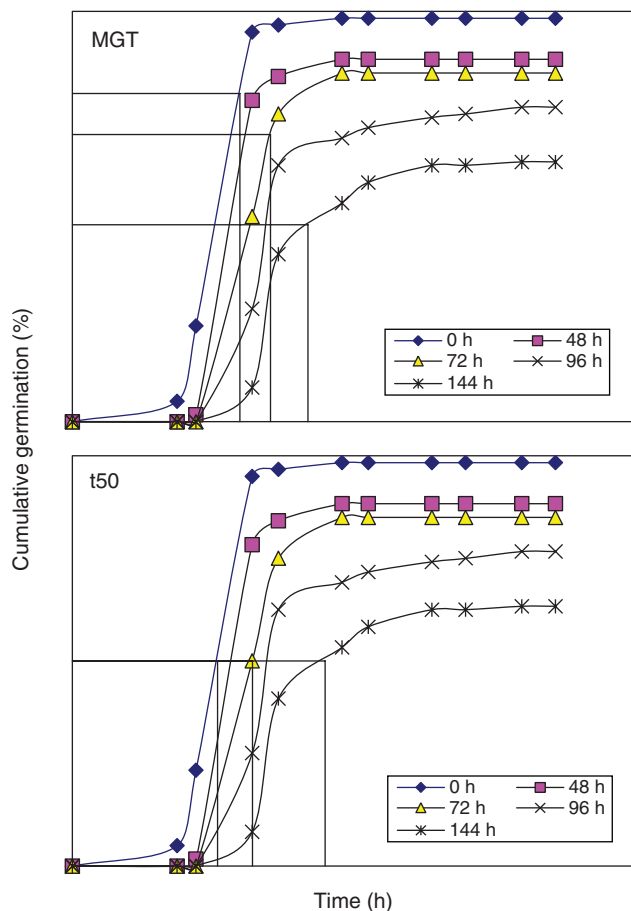 MGT
0 h
48 h
72 h
96 h
144 h
Cumulative germination (%)
t50
0 h
48 h
72 h
96 h
144 h
Time (h)